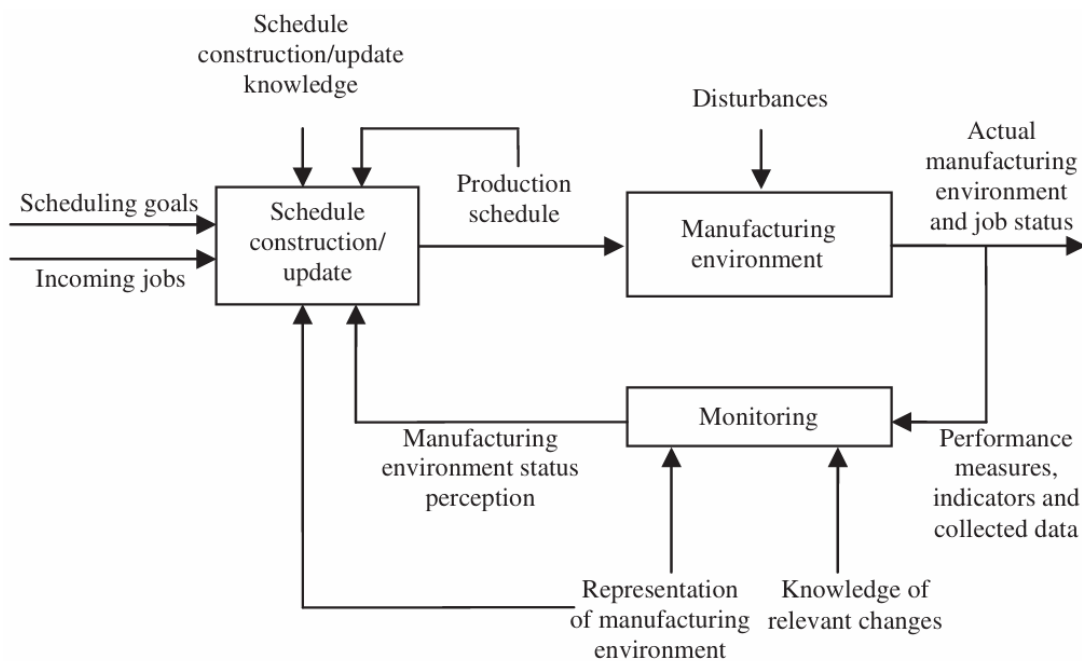 Schedule
construction/update
knowledge
Disturbances
Actual
manufacturing
environment
and job status
Scheduling goals
Incoming jobs
Schedule
construction/
update
Production
schedule
Manufacturing
environment
Monitoring
Manufacturing
environment status
perception
Performance
measures,
indicators and
collected data
Representation
of manufacturing
environment
Knowledge of
relevant changes